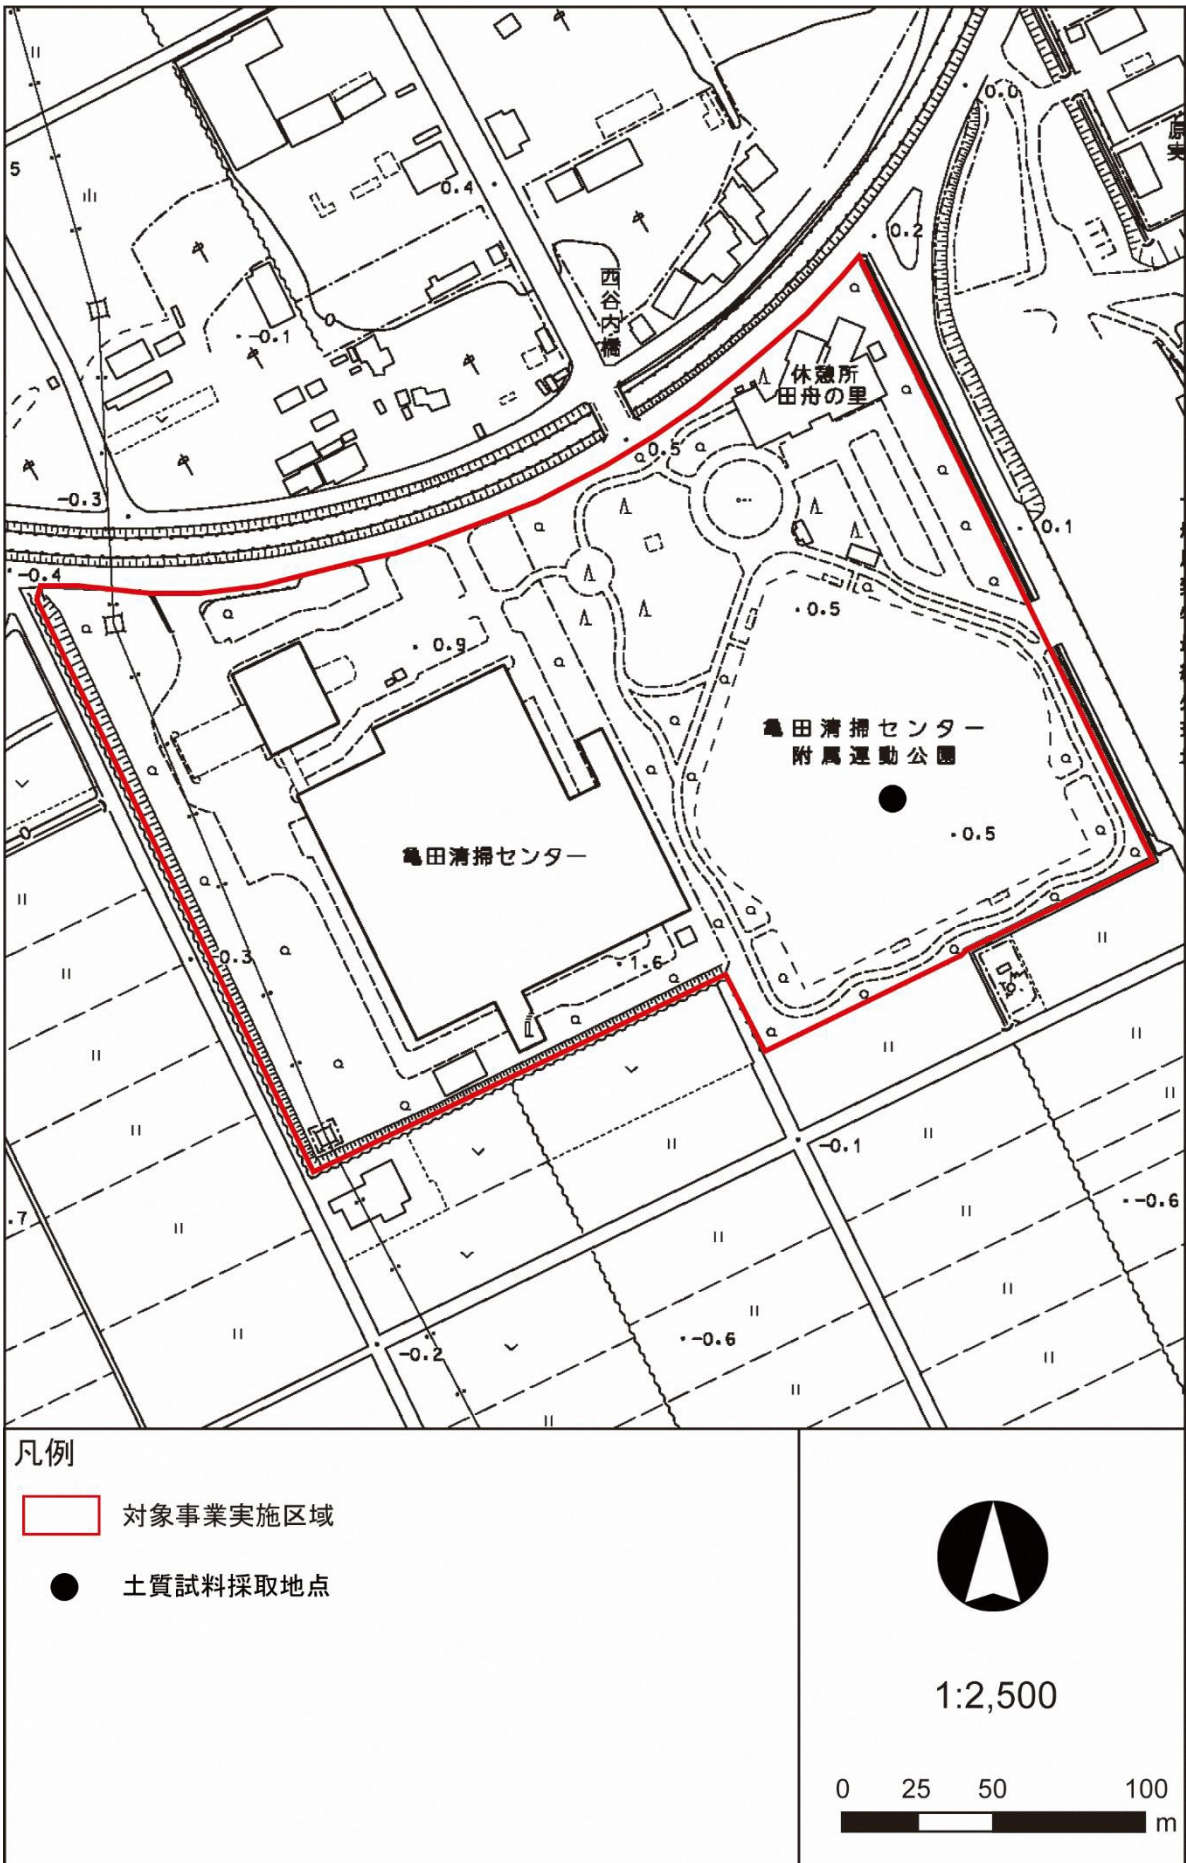 5
0.0
原実
0.4
0.2
西谷内橋
-0.1
休憩所
田舟の里
0.5
-0.3
0.1
-0.4
0.5
0.9
亀田清掃センター
附属運動公園
0.5
亀田清掃センター
-0.3
1.6
-0.1
-0.6
.7
-0.6
-0.2
凡例
対象事業実施区域
土質試料採取地点
1:2,500
0 25 50 100
m